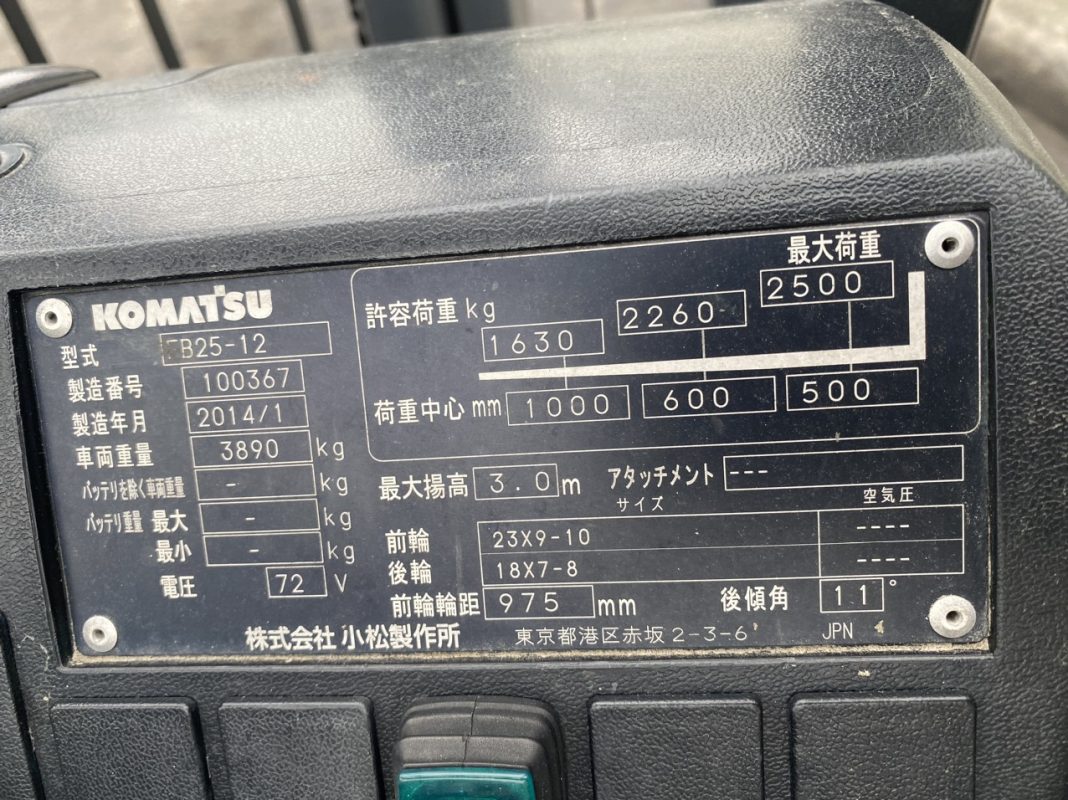 KOMATSU
型式 FB25-12
製造番号 100367
製造年月 2014/1
車両重量 3890 kg
バッテリを除く車両重量 - kg
バッテリ重量 最大 - kg
最小 - kg
電圧 72 V
最大荷重
許容荷重 kg 1630 2260 2500
荷重中心 mm 1000 600 500
最大揚高 3.0 m アタッチメント ---
サイズ 空気圧
前輪 23X9-10 ----
後輪 18X7-8 ----
前輪輪距 975 mm 後傾角 11°
株式会社 小松製作所 東京都港区赤坂 2-3-6 JPN